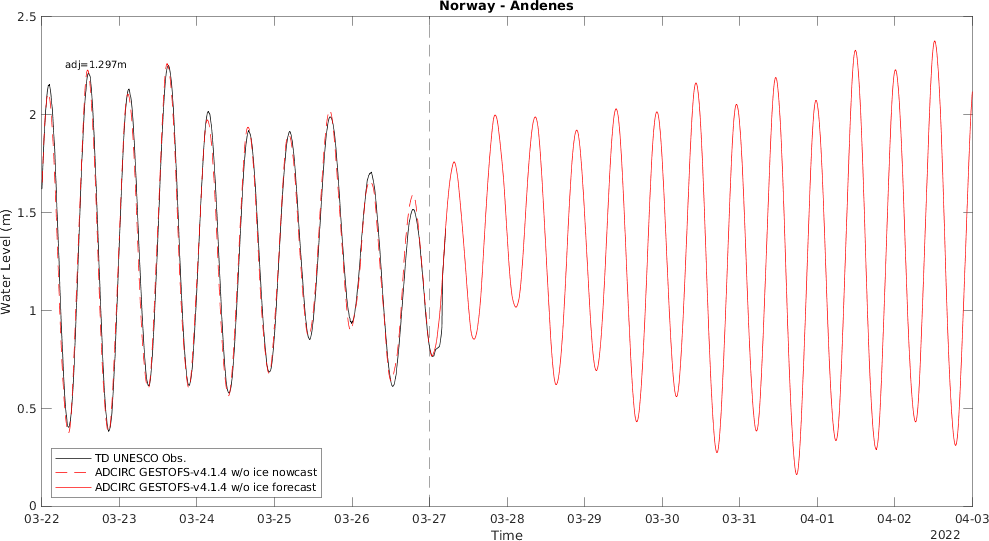 Norway - Andenes
2.5
2
1.5
1
0.5
0
Water Level (m)
adj=1.297m
TD UNESCO Obs.
ADCIRC GESTOFS-v4.1.4 w/o ice nowcast
ADCIRC GESTOFS-v4.1.4 w/o ice forecast
03-22 03-23 03-24 03-25 03-26 03-27 03-28 03-29 03-30 03-31 04-01 04-02 04-03
Time
2022